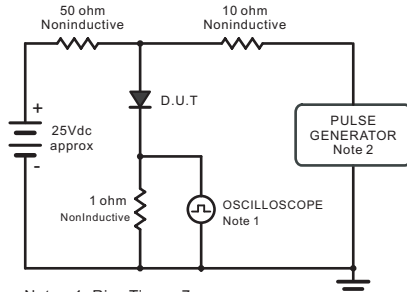 50 ohm
Noninductive
10 ohm
Noninductive
+
25Vdc
approx
-
D.U.T
PULSE
GENERATOR
Note 2
1 ohm
NonInductive
OSCILLOSCOPE
Note 1